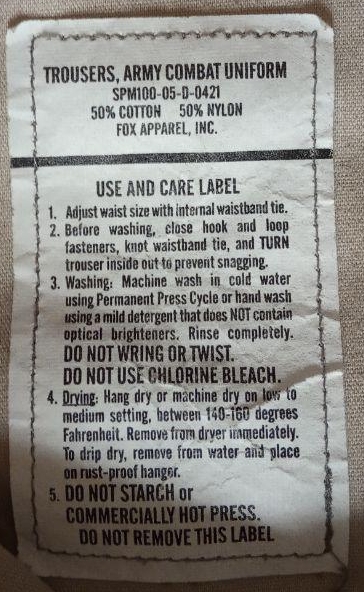 TROUSERS, ARMY COMBAT UNIFORM
SPM100-05-D-0421
50% COTTON 50% NYLON
FOX APPAREL, INC.
USE AND CARE LABEL
1. Adjust waist size with internal waistband tie.
2. Before washing, close hook and loop
fasteners, knot waistband tie, and TURN
trouser inside out to prevent snagging.
3. Washing: Machine wash in cold water
using Permanent Press Cycle or hand wash
using a mild detergent that does NOT contain
optical brighteners. Rinse completely.
DO NOT WRING OR TWIST.
DO NOT USE CHLORINE BLEACH.
4. Drying: Hang dry or machine dry on low to
medium setting, between 140-160 degrees
Fahrenheit. Remove from dryer immediately.
To drip dry, remove from water and place
on rust-proof hanger.
5. DO NOT STARCH or
COMMERCIALLY HOT PRESS.
DO NOT REMOVE THIS LABEL